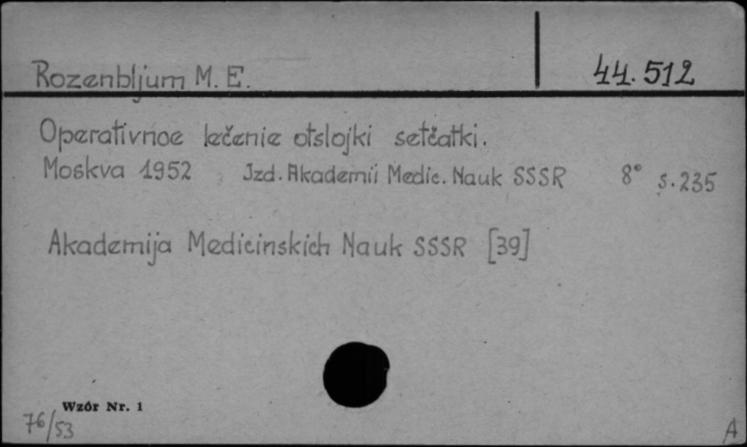 Rozenbljum M. E.
44.512
Operativnoe lečenie otslojki setčatki.
Moskva 1952 Izd. Akademii Medic. Nauk SSSR 8° s. 235
Akademija Medicinskich Nauk SSSR [39]
Wzór Nr. 1
76/53
A